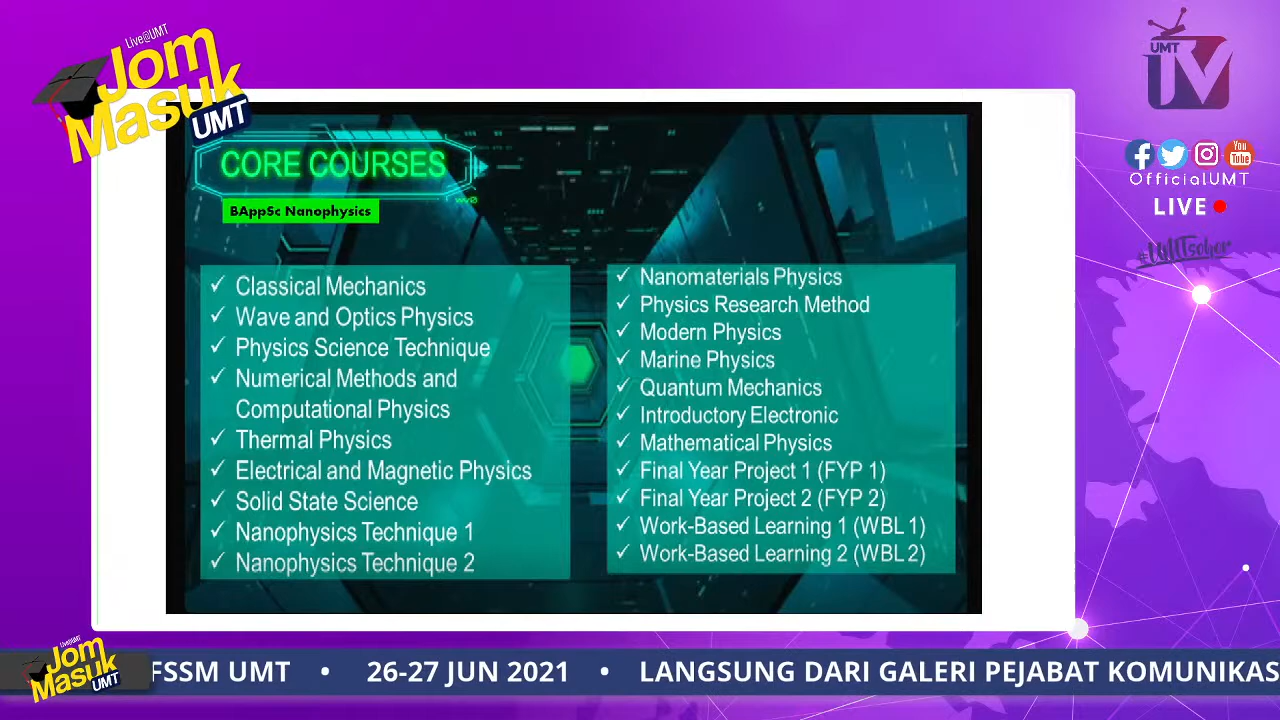 Live@UMT
Jom
Masuk
UMT
UMT
TV
OfficialUMT
LIVE
#UMTsohor
CORE COURSES
BAppSc Nanophysics
✓ Classical Mechanics
✓ Wave and Optics Physics
✓ Physics Science Technique
✓ Numerical Methods and
Computational Physics
✓ Thermal Physics
✓ Electrical and Magnetic Physics
✓ Solid State Science
✓ Nanophysics Technique 1
✓ Nanophysics Technique 2
✓ Nanomaterials Physics
✓ Physics Research Method
✓ Modern Physics
✓ Marine Physics
✓ Quantum Mechanics
✓ Introductory Electronic
✓ Mathematical Physics
✓ Final Year Project 1 (FYP 1)
✓ Final Year Project 2 (FYP 2)
✓ Work-Based Learning 1 (WBL 1)
✓ Work-Based Learning 2 (WBL 2)
Live@UMT
Jom
Masuk
UMT
FSSM UMT • 26-27 JUN 2021 • LANGSUNG DARI GALERI PEJABAT KOMUNIKAS
You
Tube